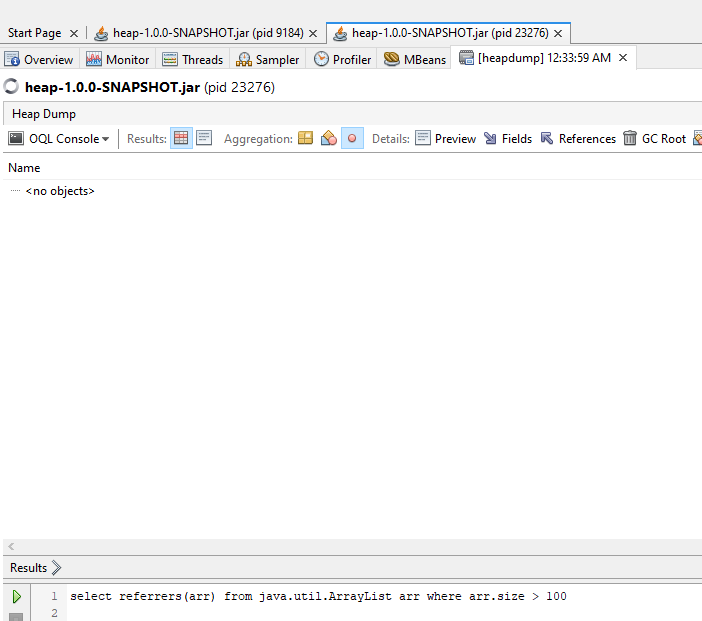 Start Page
heap-1.0.0-SNAPSHOT.jar (pid 9184)
heap-1.0.0-SNAPSHOT.jar (pid 23276)
Overview
Monitor
Threads
Sampler
Profiler
MBeans
[heapdump] 12:33:59 AM
heap-1.0.0-SNAPSHOT.jar (pid 23276)
Heap Dump
OQL Console
Results:
Aggregation:
Details:
Preview
Fields
References
GC Root
Name
<no objects>
Results
1 select referrers(arr) from java.util.ArrayList arr where arr.size > 100
2